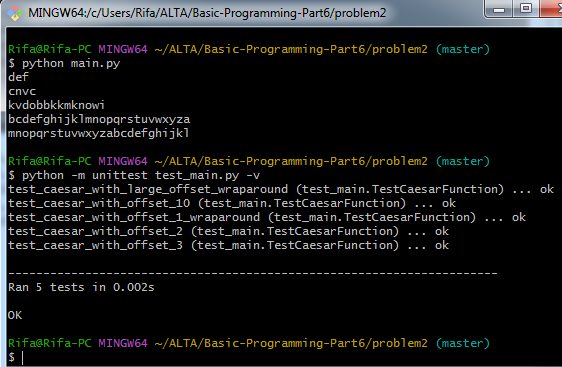 MINGW64:/c/Users/Rifa/ALTA/Basic-Programming-Part6/problem2
Rifa@Rifa-PC MINGW64 ~/ALTA/Basic-Programming-Part6/problem2 (master)
$ python main.py
def
cnvc
kvdobbkkmknowi
bcdefghijklmnopqrstuvwxyza
mnopqrstuvwxyzabcdefghijkl
Rifa@Rifa-PC MINGW64 ~/ALTA/Basic-Programming-Part6/problem2 (master)
$ python -m unittest test_main.py -v
test_caesar_with_large_offset_wraparound (test_main.TestCaesarFunction) ... ok
test_caesar_with_offset_10 (test_main.TestCaesarFunction) ... ok
test_caesar_with_offset_1_wraparound (test_main.TestCaesarFunction) ... ok
test_caesar_with_offset_2 (test_main.TestCaesarFunction) ... ok
test_caesar_with_offset_3 (test_main.TestCaesarFunction) ... ok
----------------------------------------------------------------------
Ran 5 tests in 0.002s
OK
Rifa@Rifa-PC MINGW64 ~/ALTA/Basic-Programming-Part6/problem2 (master)
$